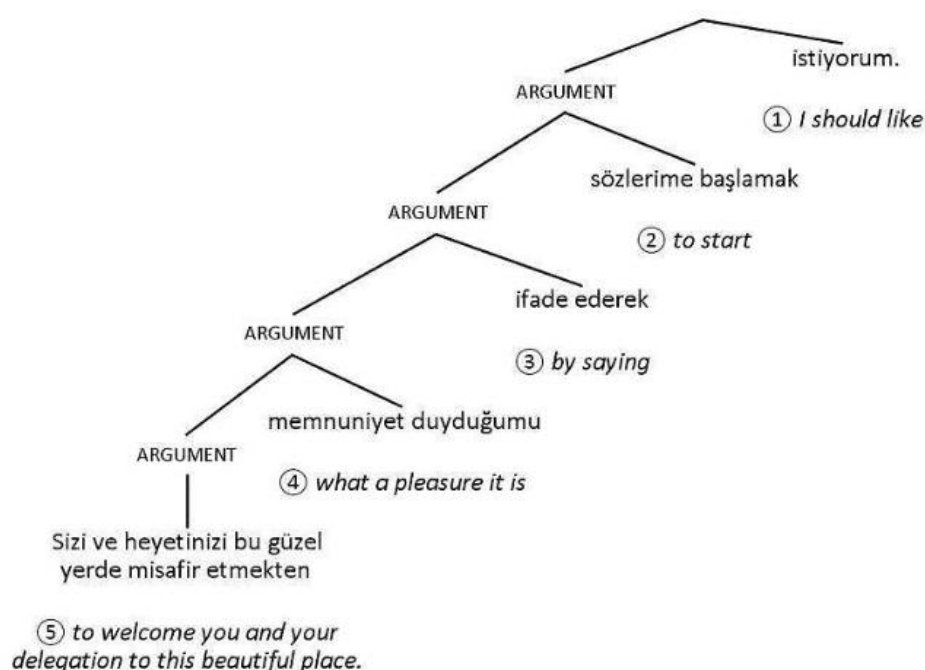 istiyorum.
ARGUMENT
① I should like
sözlerime başlamak
ARGUMENT
② to start
ifade ederek
ARGUMENT
③ by saying
memnuniyet duyduğumu
ARGUMENT
④ what a pleasure it is
Sizi ve heyetinizi bu güzel
yerde misafir etmekten
⑤ to welcome you and your
delegation to this beautiful place.